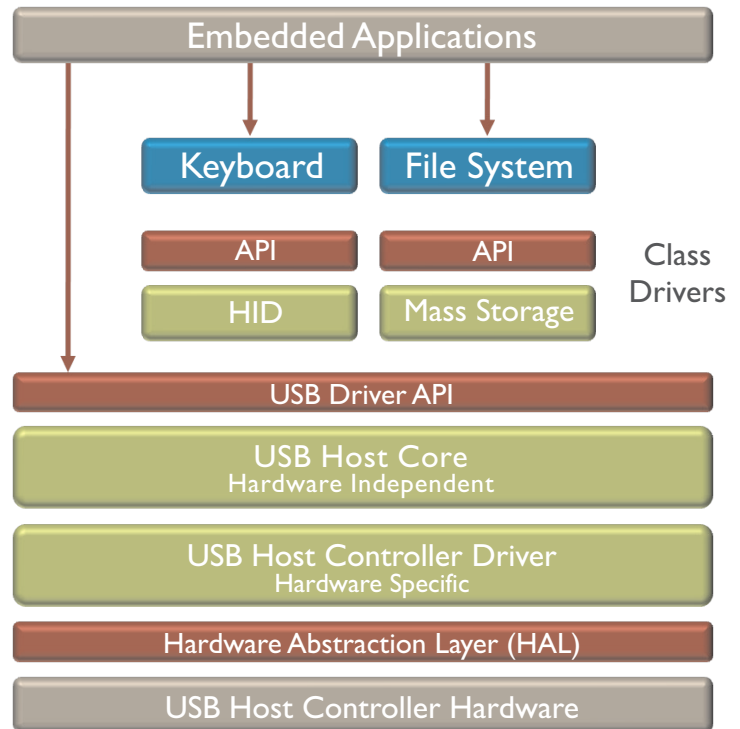 Embedded Applications
Keyboard
File System
API
API
Class
Drivers
HID
Mass Storage
USB Driver API
USB Host Core
Hardware Independent
USB Host Controller Driver
Hardware Specific
Hardware Abstraction Layer (HAL)
USB Host Controller Hardware